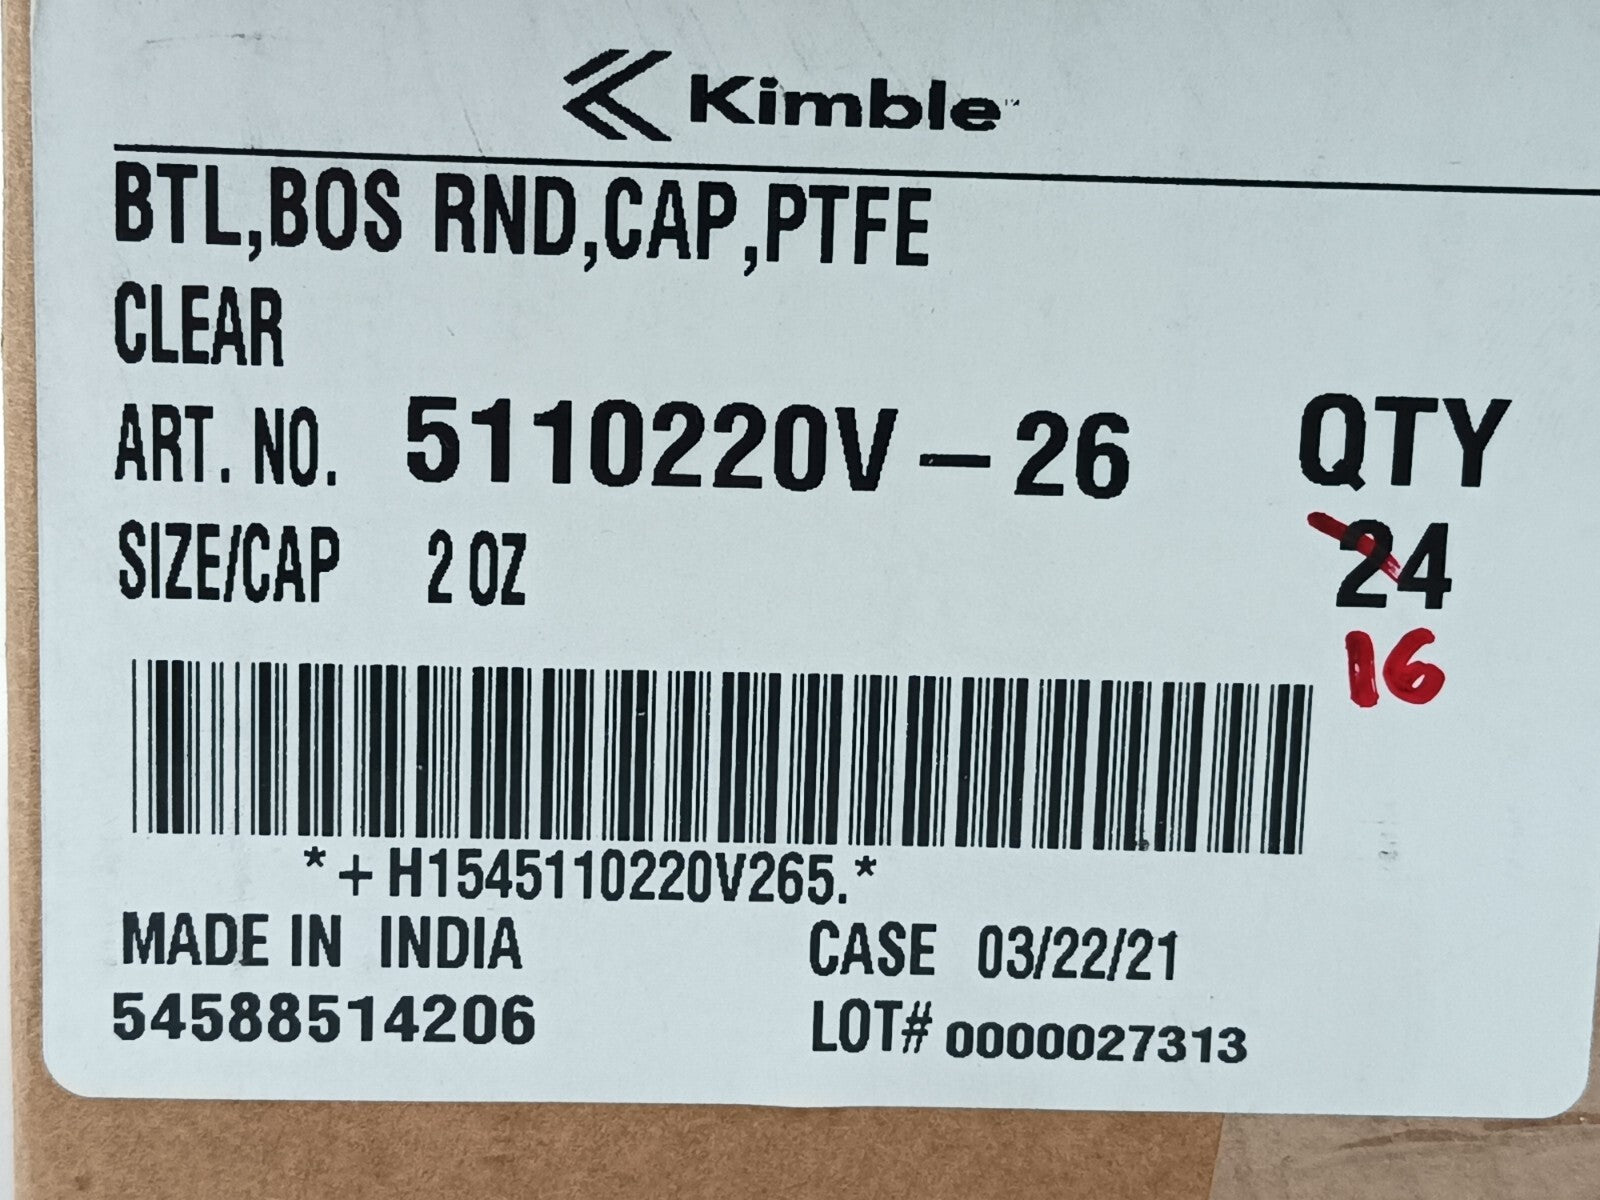 Kimble™
BTL,BOS RND,CAP,PTFE
CLEAR
ART. NO. 5110220V-26 QTY
SIZE/CAP 2 OZ 24
16
*+H1545110220V265.*
MADE IN INDIA CASE 03/22/21
54588514206 LOT# 0000027313